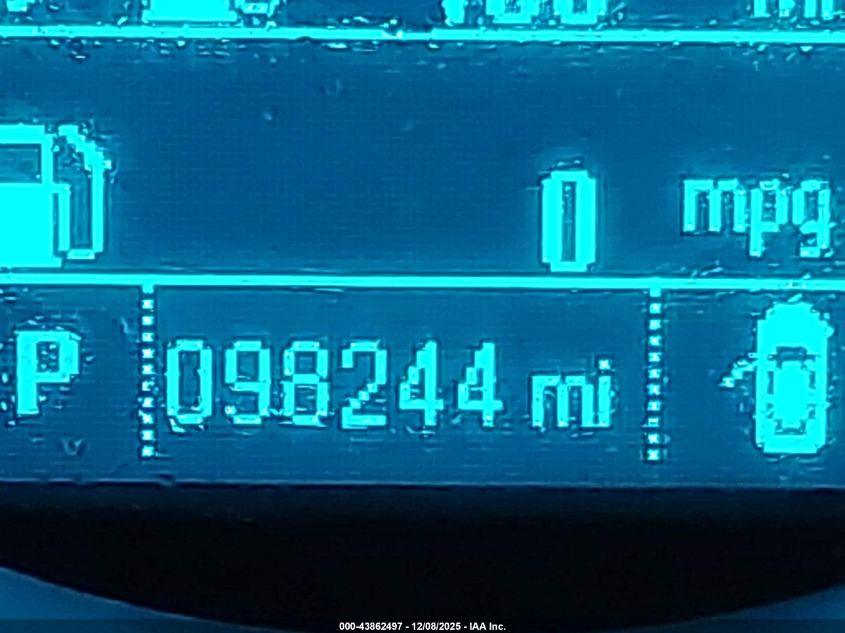 0 mpg
P 098244 mi
000-43862497 - 12/08/2025 - IAA Inc.